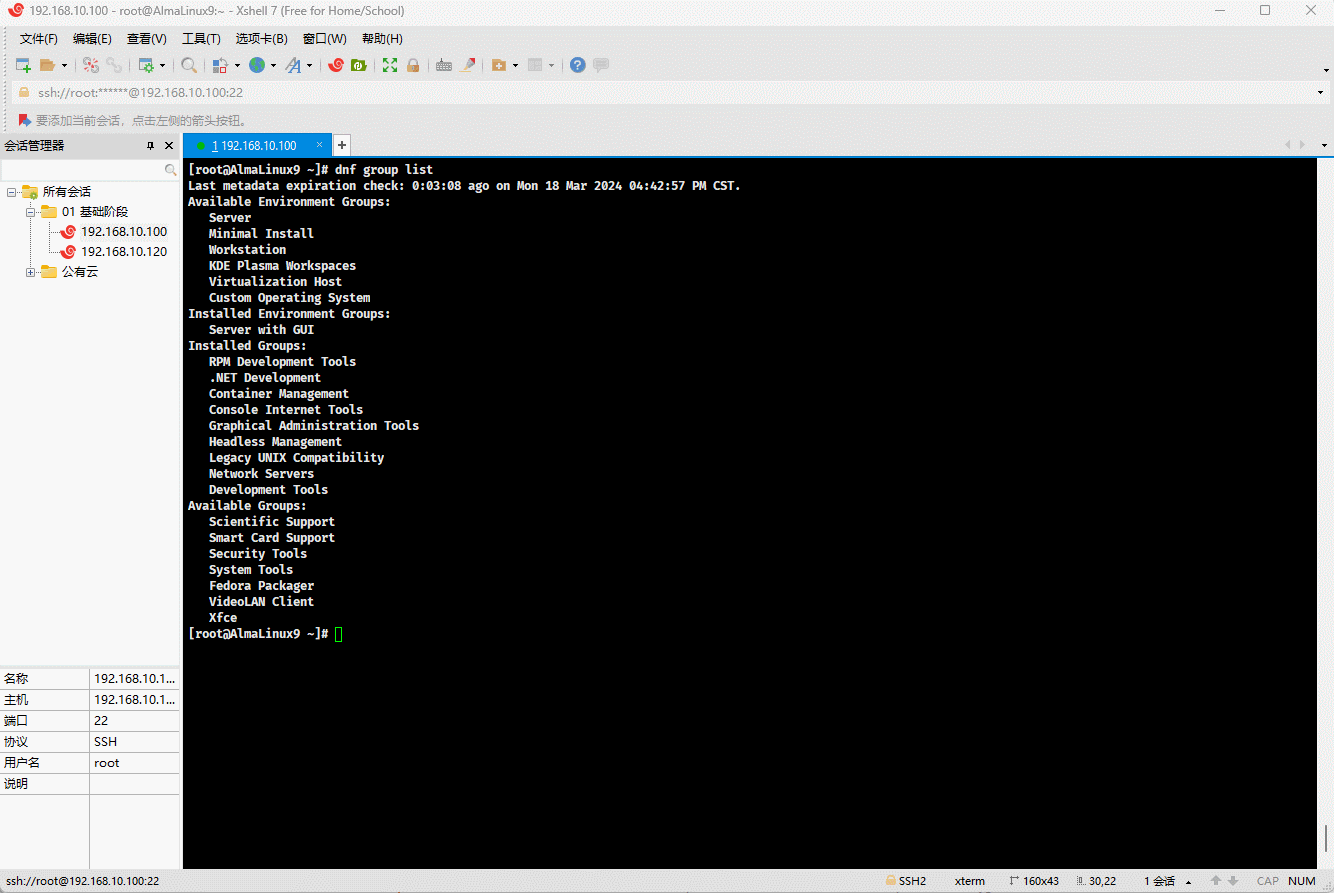 192.168.10.100 - root@AlmaLinux9:~ - Xshell 7 (Free for Home/School)
文件(F) 编辑(E) 查看(V) 工具(T) 选项卡(B) 窗口(W) 帮助(H)
ssh://root:******@192.168.10.100:22
要添加当前会话，点击左侧的箭头按钮。
会话管理器
1 192.168.10.100
所有会话
01 基础阶段
192.168.10.100
192.168.10.120
公有云
[root@AlmaLinux9 ~]# dnf group list
Last metadata expiration check: 0:03:08 ago on Mon 18 Mar 2024 04:42:57 PM CST.
Available Environment Groups:
Server
Minimal Install
Workstation
KDE Plasma Workspaces
Virtualization Host
Custom Operating System
Installed Environment Groups:
Server with GUI
Installed Groups:
RPM Development Tools
.NET Development
Container Management
Console Internet Tools
Graphical Administration Tools
Headless Management
Legacy UNIX Compatibility
Network Servers
Development Tools
Available Groups:
Scientific Support
Smart Card Support
Security Tools
System Tools
Fedora Packager
VideoLAN Client
Xfce
[root@AlmaLinux9 ~]#
名称 192.168.10.1...
主机 192.168.10.1...
端口 22
协议 SSH
用户名 root
说明
ssh://root@192.168.10.100:22 SSH2 xterm 160x43 30,22 1 会话 CAP NUM